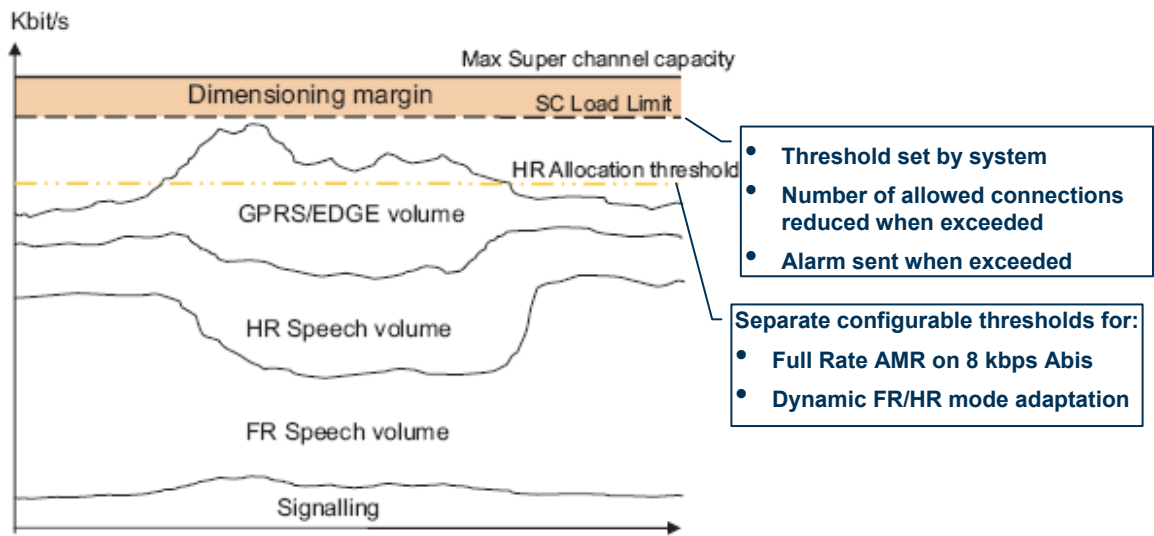 Kbit/s
Max Super channel capacity
Dimensioning margin
SC Load Limit
HR Allocation threshold
GPRS/EDGE volume
HR Speech volume
FR Speech volume
Signalling
• Threshold set by system
• Number of allowed connections
reduced when exceeded
• Alarm sent when exceeded
Separate configurable thresholds for:
• Full Rate AMR on 8 kbps Abis
• Dynamic FR/HR mode adaptation